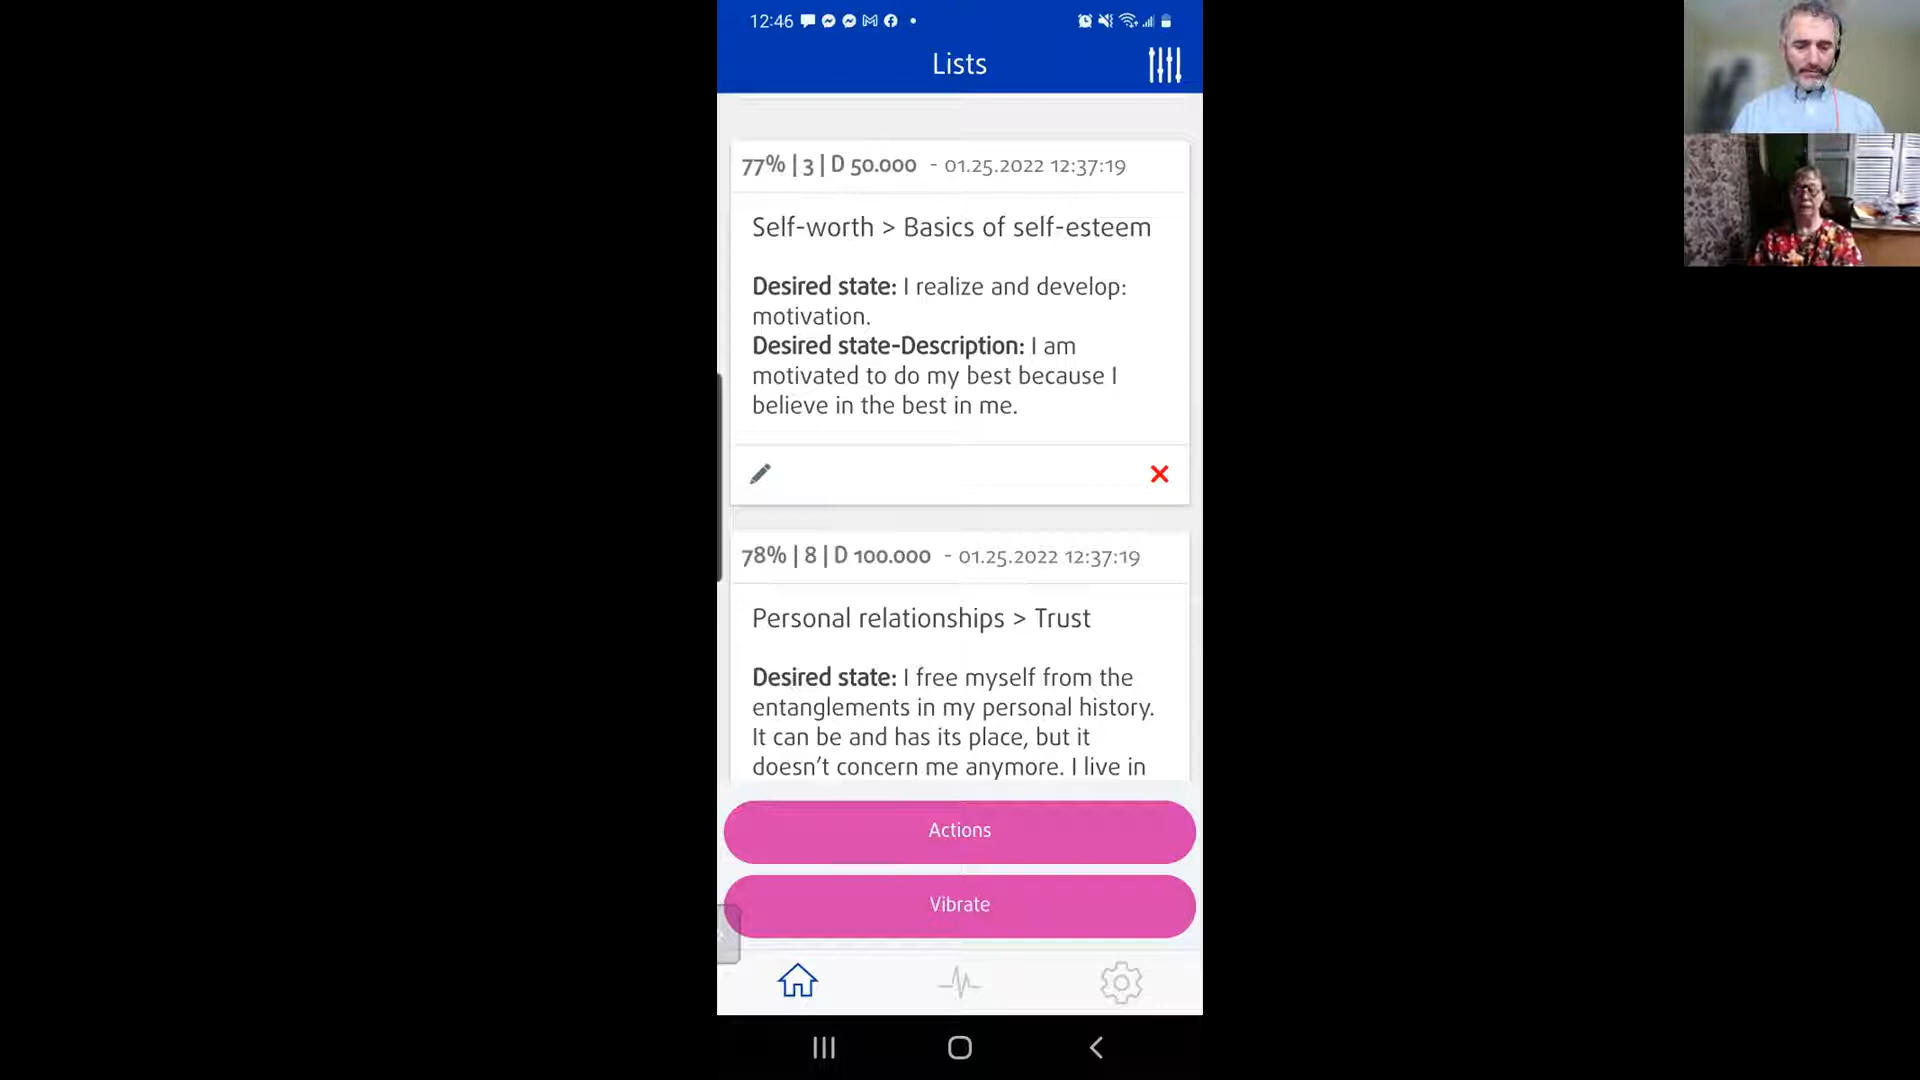 12:46
Lists
77% | 3 | D 50.000 - 01.25.2022 12:37:19
Self-worth > Basics of self-esteem
Desired state: I realize and develop:
motivation.
Desired state-Description: I am
motivated to do my best because I
believe in the best in me.
78% | 8 | D 100.000 - 01.25.2022 12:37:19
Personal relationships > Trust
Desired state: I free myself from the
entanglements in my personal history.
It can be and has its place, but it
doesn't concern me anymore. I live in
Actions
Vibrate